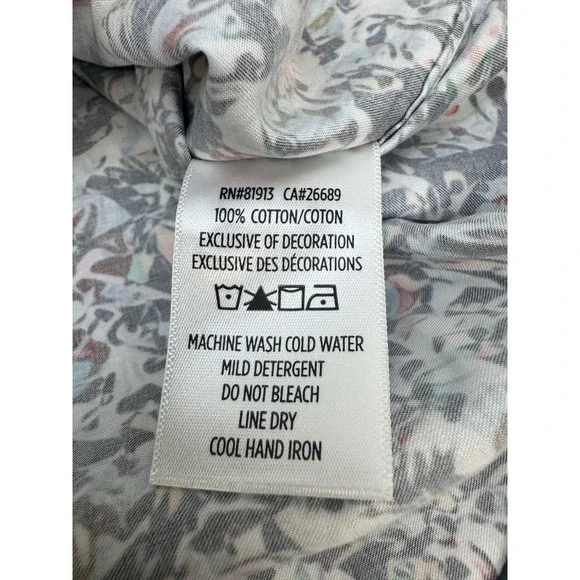 RN#81913 CA#26689
100% COTTON/COTON
EXCLUSIVE OF DECORATION
EXCLUSIVE DES DÉCORATIONS
MACHINE WASH COLD WATER
MILD DETERGENT
DO NOT BLEACH
LINE DRY
COOL HAND IRON